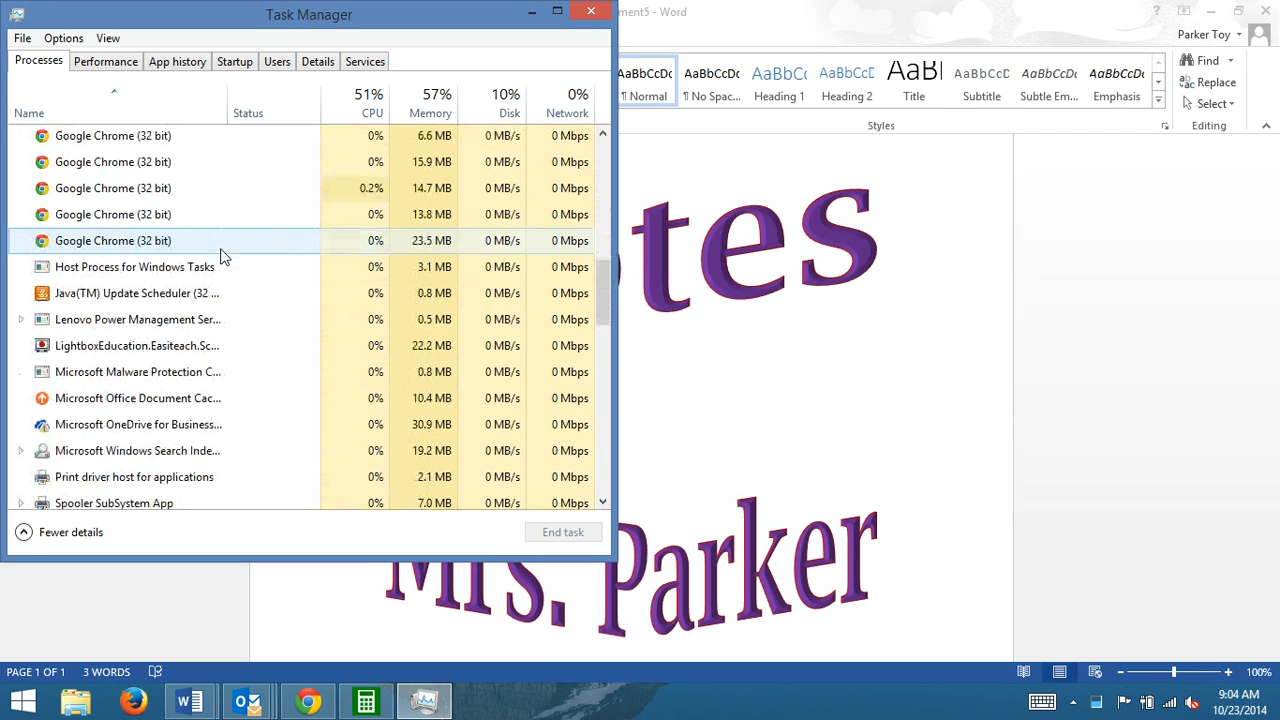 Task Manager
ment5 - Word
File Options View
Parker Toy
Processes Performance App history Startup Users Details Services
51% 57% 10% 0%
Name Status CPU Memory Disk Network
Google Chrome (32 bit) 0% 6.6 MB 0 MB/s 0 Mbps
Google Chrome (32 bit) 0% 15.9 MB 0 MB/s 0 Mbps
Google Chrome (32 bit) 0.2% 14.7 MB 0 MB/s 0 Mbps
Google Chrome (32 bit) 0% 13.8 MB 0 MB/s 0 Mbps
Google Chrome (32 bit) 0% 23.5 MB 0 MB/s 0 Mbps
Host Process for Windows Tasks 0% 3.1 MB 0 MB/s 0 Mbps
Java(TM) Update Scheduler (32 ... 0% 0.8 MB 0 MB/s 0 Mbps
Lenovo Power Management Ser... 0% 0.5 MB 0 MB/s 0 Mbps
LightboxEducation.Easiteach.Sc... 0% 22.2 MB 0 MB/s 0 Mbps
Microsoft Malware Protection C... 0% 0.8 MB 0 MB/s 0 Mbps
Microsoft Office Document Cac... 0% 10.4 MB 0 MB/s 0 Mbps
Microsoft OneDrive for Business... 0% 30.9 MB 0 MB/s 0 Mbps
Microsoft Windows Search Inde... 0% 19.2 MB 0 MB/s 0 Mbps
Print driver host for applications 0% 2.1 MB 0 MB/s 0 Mbps
Spooler SubSystem App 0% 7.0 MB 0 MB/s 0 Mbps
Fewer details End task
AaBbCcDc AaBbCcDc AaBbCc AaBbCcC AaBl AaBbCcD AaBbCcDc AaBbCcDc
¶ Normal ¶ No Spac... Heading 1 Heading 2 Title Subtitle Subtle Em... Emphasis
Styles
Find
Replace
Select
Editing
otes
Mrs. Parker
PAGE 1 OF 1 3 WORDS 100%
9:04 AM
10/23/2014